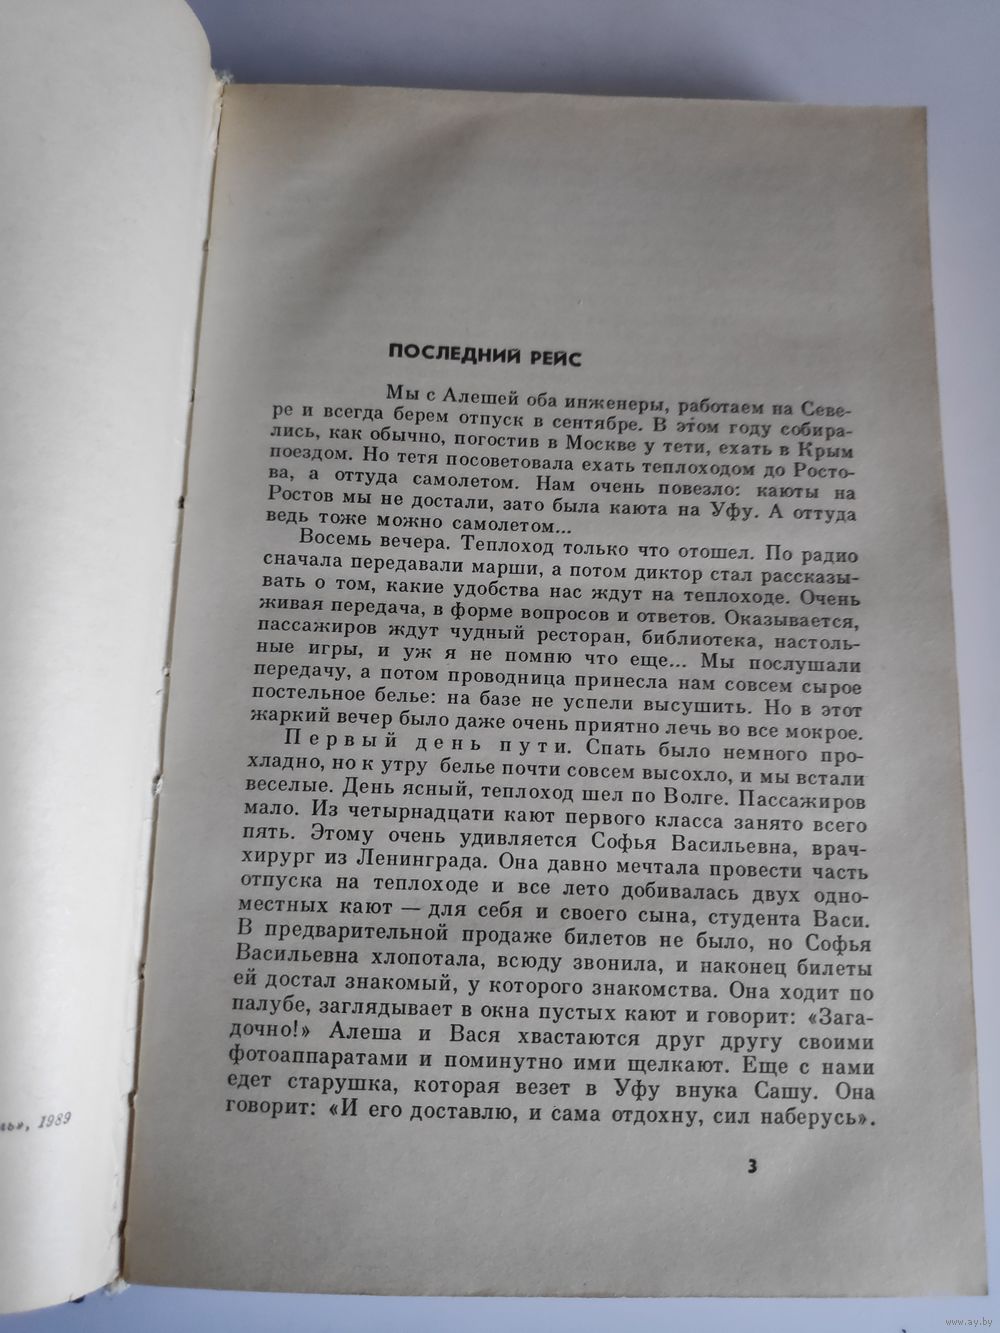 ПОСЛЕДНИЙ РЕЙС
Мы с Алешей оба инженеры, работаем на Севе-
ре и всегда берем отпуск в сентябре. В этом году собира-
лись, как обычно, погостив в Москве у тети, ехать в Крым
поездом. Но тетя посоветовала ехать теплоходом до Росто-
ва, а оттуда самолетом. Нам очень повезло: каюты на
Ростов мы не достали, зато была каюта на Уфу. А оттуда
ведь тоже можно самолетом...
Восемь вечера. Теплоход только что отошел. По радио
сначала передавали марши, а потом диктор стал рассказы-
вать о том, какие удобства нас ждут на теплоходе. Очень
живая передача, в форме вопросов и ответов. Оказывается,
пассажиров ждут чудный ресторан, библиотека, настоль-
ные игры, и уж я не помню что еще... Мы послушали
передачу, а потом проводница принесла нам совсем сырое
постельное белье: на базе не успели высушить. Но в этот
жаркий вечер было даже очень приятно лечь во все мокрое.
Первый день пути. Спать было немного про-
хладно, но к утру белье почти совсем высохло, и мы встали
веселые. День ясный, теплоход шел по Волге. Пассажиров
мало. Из четырнадцати кают первого класса занято всего
пять. Этому очень удивляется Софья Васильевна, врач-
хирург из Ленинграда. Она давно мечтала провести часть
отпуска на теплоходе и все лето добивалась двух одно-
местных кают — для себя и своего сына, студента Васи.
В предварительной продаже билетов не было, но Софья
Васильевна хлопотала, всюду звонила, и наконец билеты
ей достал знакомый, у которого знакомства. Она ходит по
палубе, заглядывает в окна пустых кают и говорит: «Зага-
дочно!» Алеша и Вася хвастаются друг другу своими
фотоаппаратами и поминутно ими щелкают. Еще с нами
едет старушка, которая везет в Уфу внука Сашу. Она
говорит: «И его доставлю, и сама отдохну, сил наберусь».
3
ль», 1989
www.ay.by